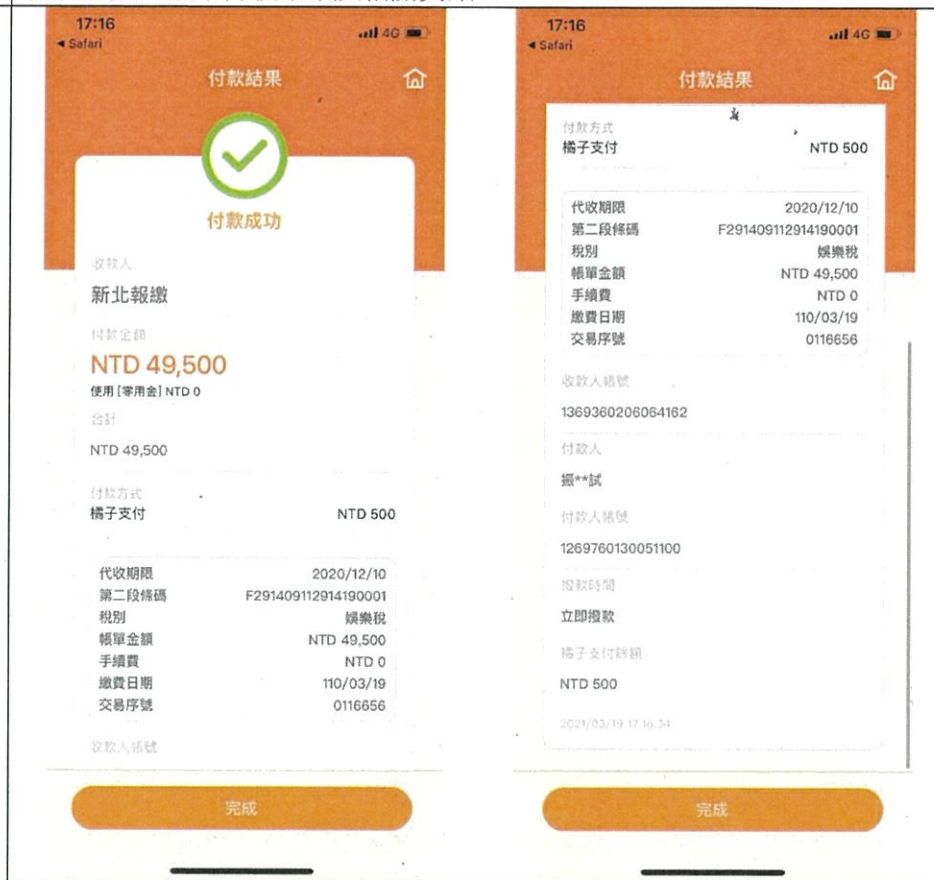 17:16
Safari
4G
付款結果
付款成功
收款人
新北報繳
付款金額
NTD 49,500
使用 [零用金] NTD 0
合計
NTD 49,500
付款方式
橘子支付 NTD 500
代收期限 2020/12/10
第二段條碼 F291409112914190001
稅別 娛樂稅
帳單金額 NTD 49,500
手續費 NTD 0
繳費日期 110/03/19
交易序號 0116656
收款人帳號
完成
17:16
Safari
4G
付款結果
付款方式
橘子支付 NTD 500
代收期限 2020/12/10
第二段條碼 F291409112914190001
稅別 娛樂稅
帳單金額 NTD 49,500
手續費 NTD 0
繳費日期 110/03/19
交易序號 0116656
收款人帳號
1369360206064162
付款人
振**試
付款人帳號
1269760130051100
撥款時間
立即撥款
橘子支付餘額
NTD 500
2021/03/19 17:16:34
完成